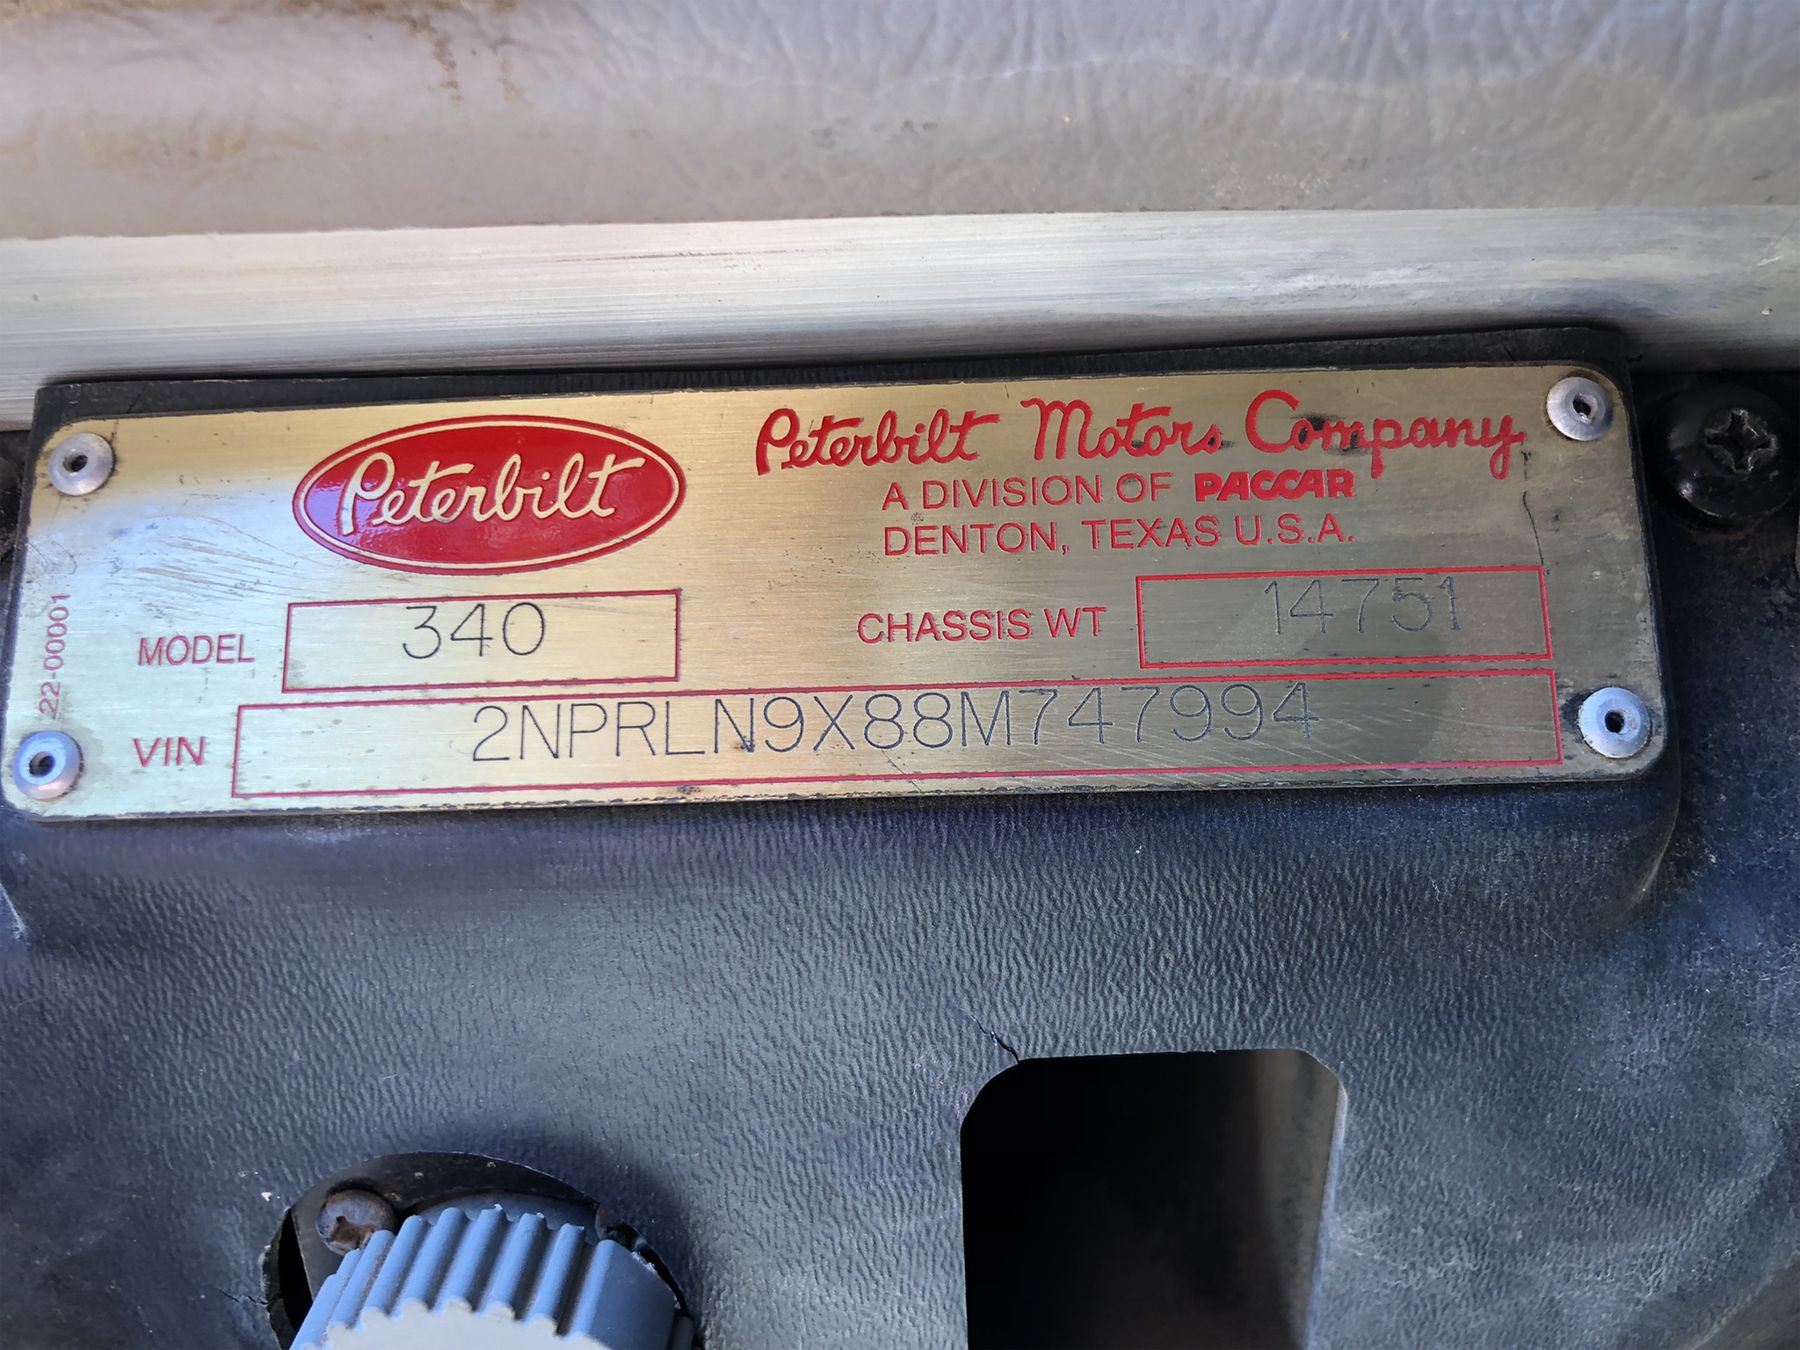 Peterbilt
Peterbilt Motors Company
A DIVISION OF PACCAR
DENTON, TEXAS U.S.A.
22-00001
MODEL 340
CHASSIS WT 14751
VIN 2NPRLN9X88M747994